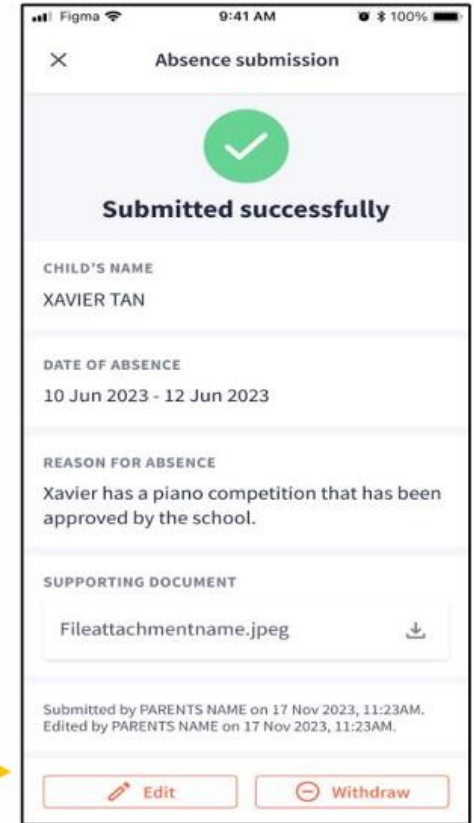 Figma 9:41 AM 100%
Absence submission
Submitted successfully
CHILD'S NAME
XAVIER TAN
DATE OF ABSENCE
10 Jun 2023 - 12 Jun 2023
REASON FOR ABSENCE
Xavier has a piano competition that has been
approved by the school.
SUPPORTING DOCUMENT
Fileattachmentname.jpeg
Submitted by PARENTS NAME on 17 Nov 2023, 11:23AM.
Edited by PARENTS NAME on 17 Nov 2023, 11:23AM.
Edit Withdraw